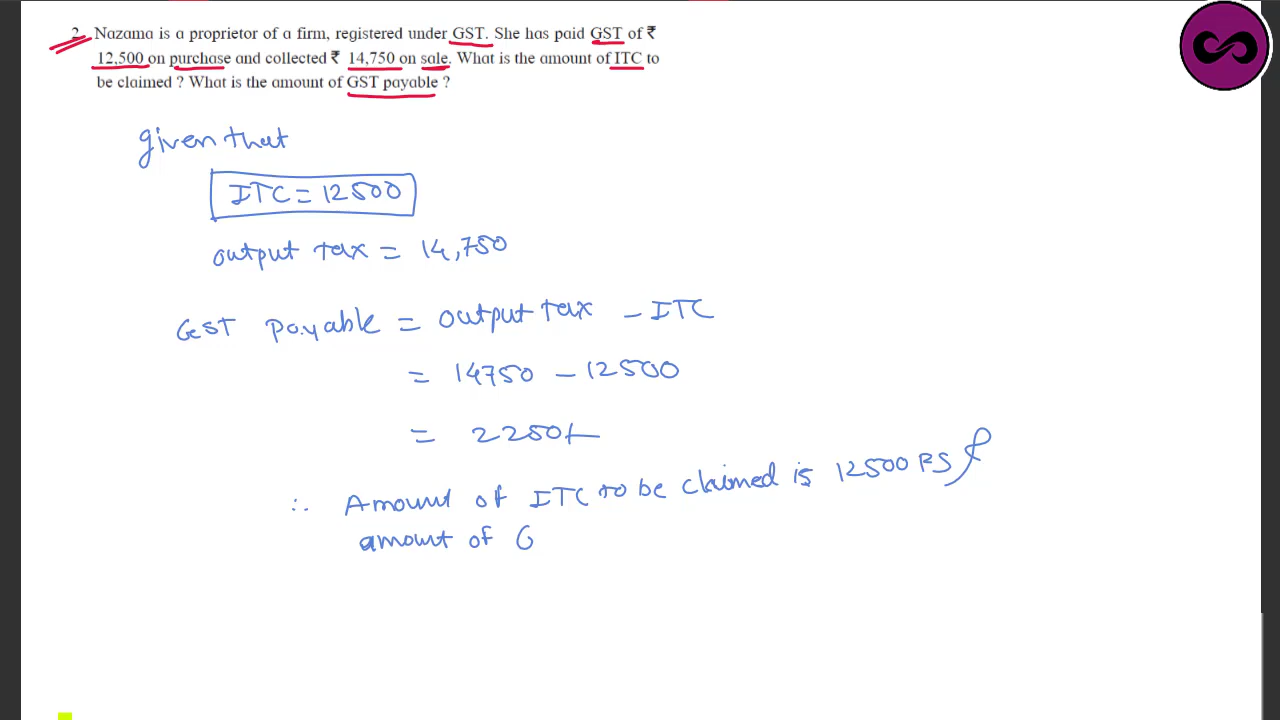 2. Nazama is a proprietor of a firm, registered under GST. She has paid GST of ₹
12,500 on purchase and collected ₹ 14,750 on sale. What is the amount of ITC to
be claimed ? What is the amount of GST payable ?
given that
ITC = 12500
output tax = 14,750
GST payable = output tax - ITC
= 14750 - 12500
= 2250/-
∴ Amount of ITC to be claimed is 12500 RS &
amount of G